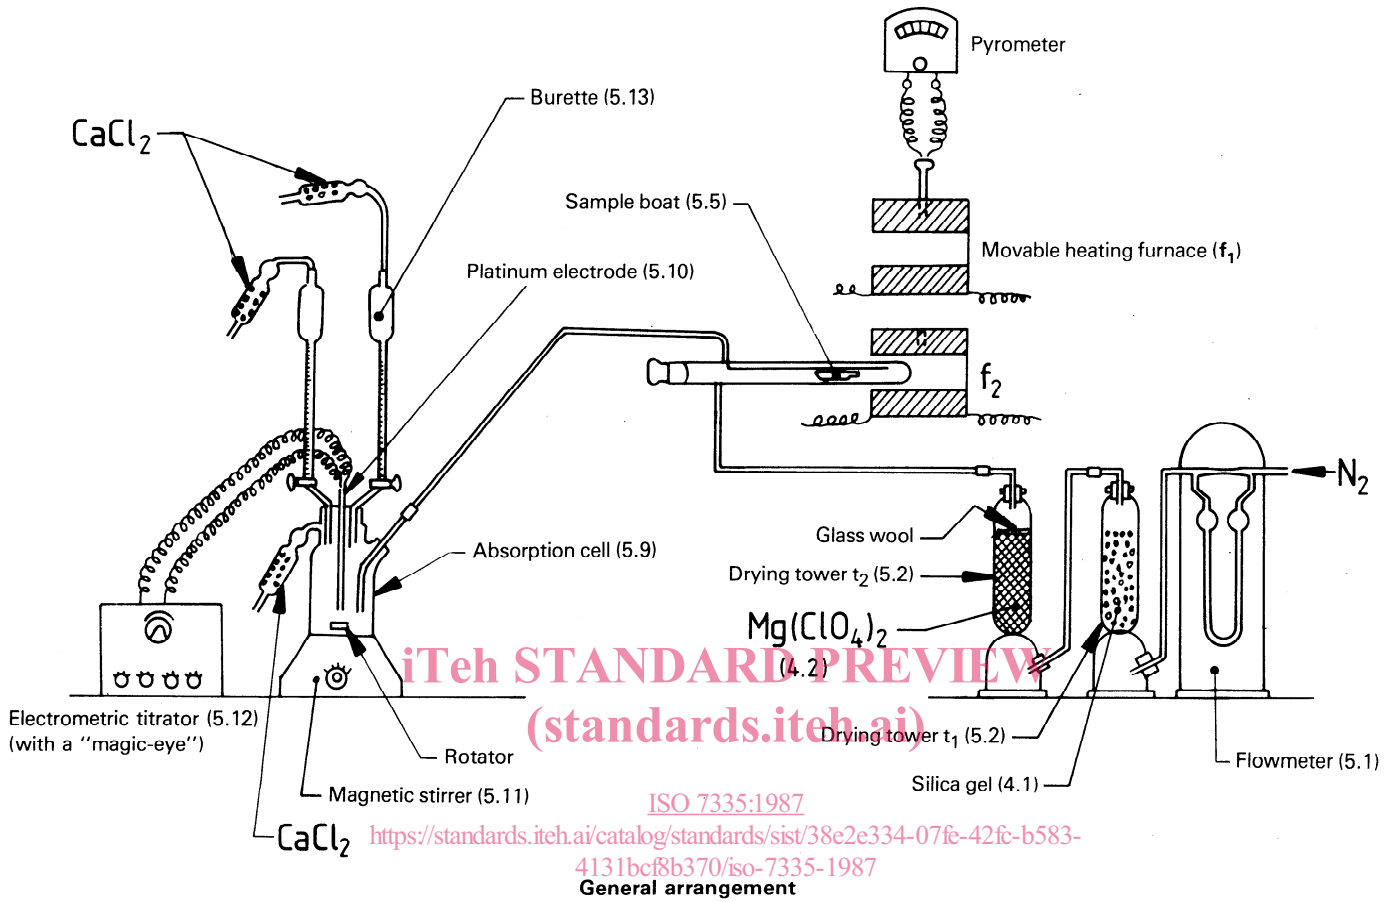 Pyrometer
Burette (5.13)
CaCl2
Sample boat (5.5)
Movable heating furnace (f1)
Platinum electrode (5.10)
f2
N2
Glass wool
Absorption cell (5.9)
Drying tower t2 (5.2)
Mg(ClO4)2
(4.2)
iTeh STANDARD PREVIEW
(standards.iteh.ai)
Electrometric titrator (5.12)
(with a "magic-eye")
Drying tower t1 (5.2)
Rotator
Flowmeter (5.1)
Silica gel (4.1)
Magnetic stirrer (5.11)
ISO 7335:1987
CaCl2
https://standards.iteh.ai/catalog/standards/sist/38e2e334-07fe-42fc-b583-
4131bcf8b370/iso-7335-1987
General arrangement